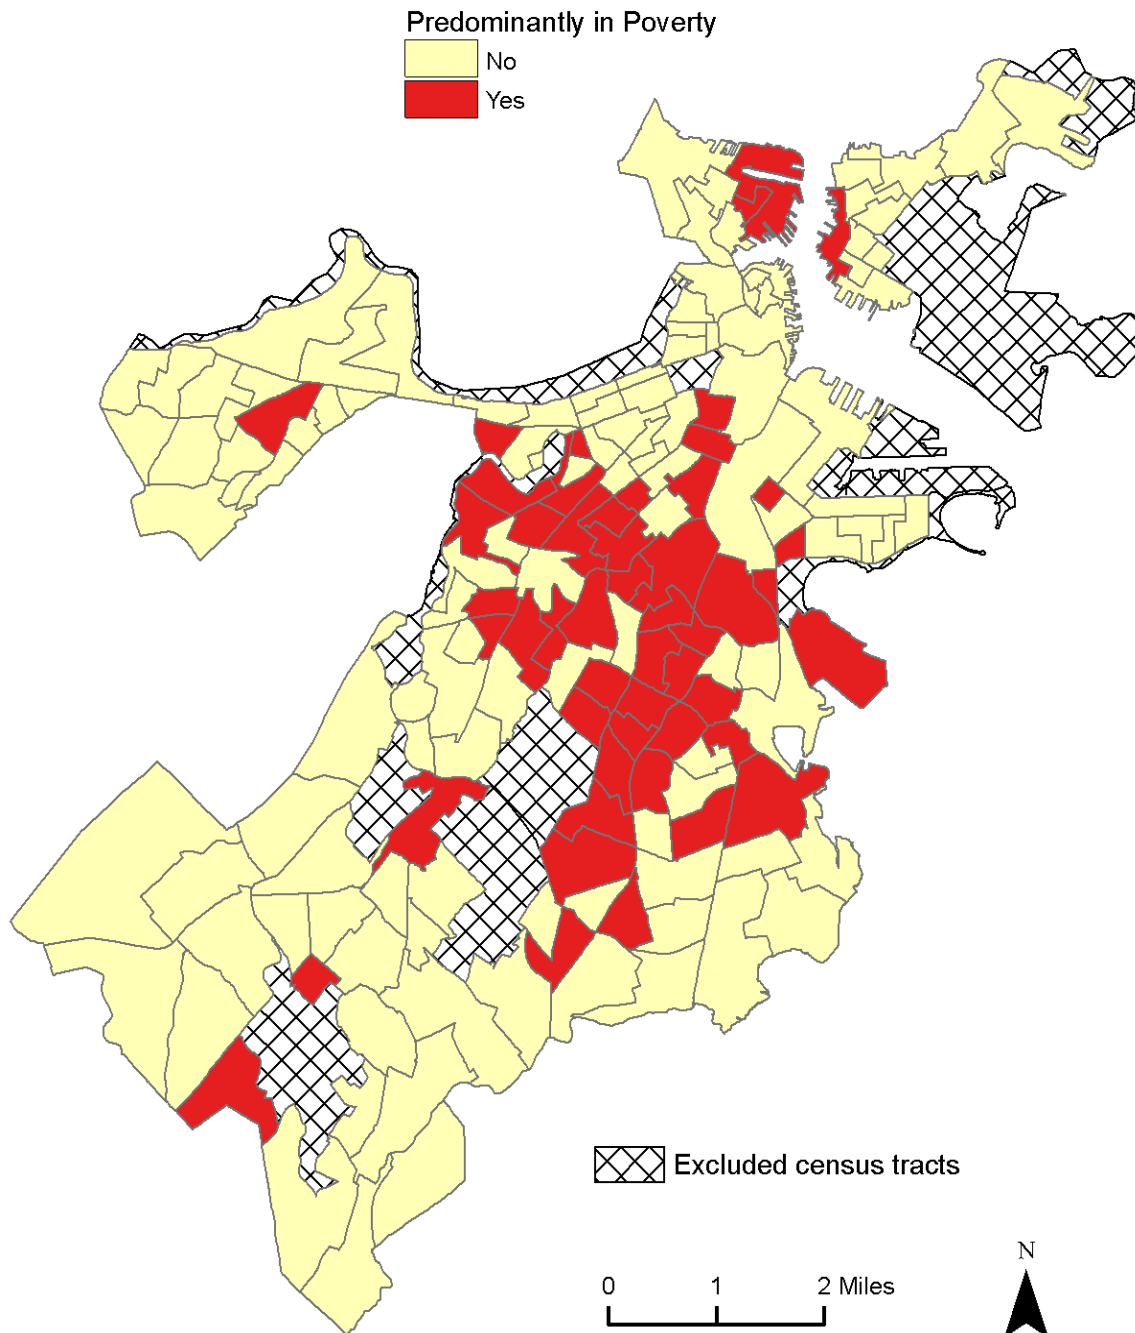 Predominantly in Poverty
No
Yes
Excluded census tracts
N
0 1 2 Miles